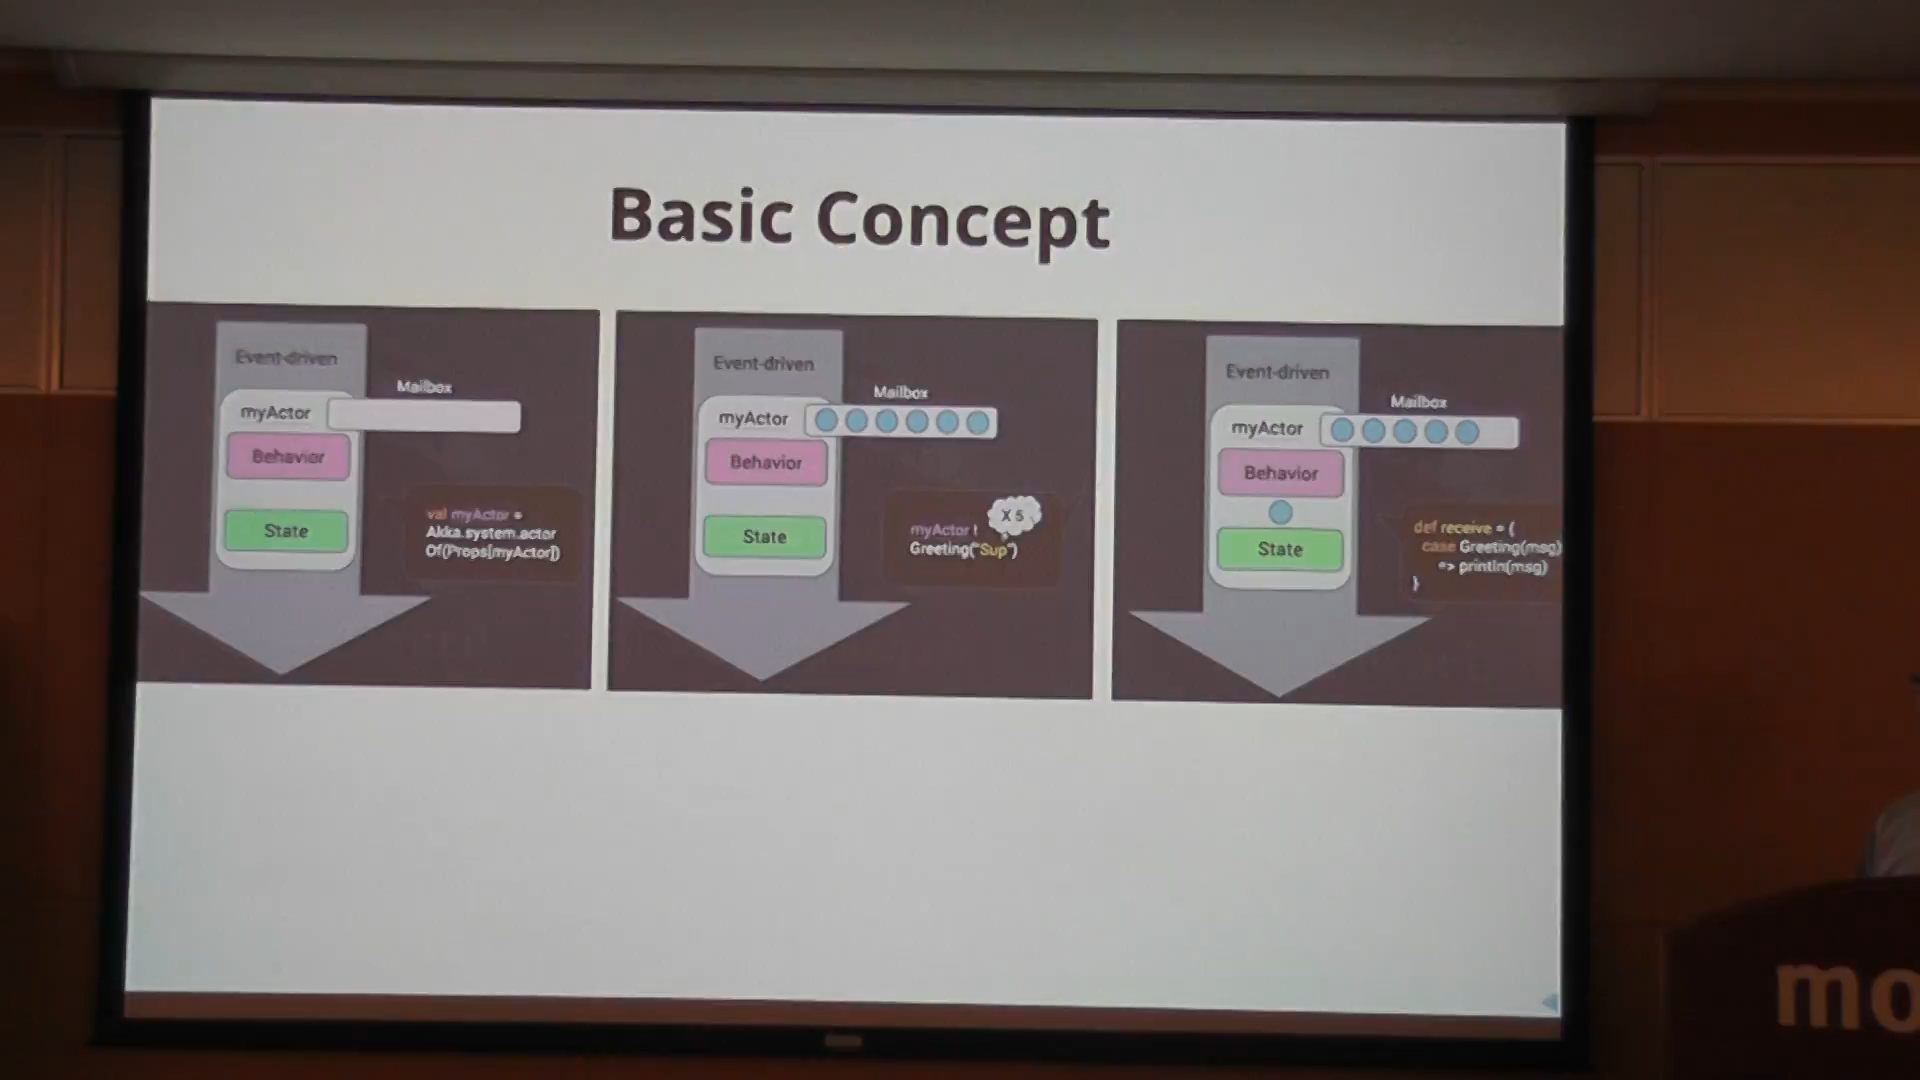 Basic Concept
Event-driven
Mailbox
myActor
Behavior
State
val myActor =
Akka.system.actor
Of(Props[myActor])
Event-driven
Mailbox
myActor
Behavior
State
X 5
myActor !
Greeting("Sup")
Event-driven
Mailbox
myActor
Behavior
State
def receive = {
case Greeting(msg)
=> println(msg)
}
mo